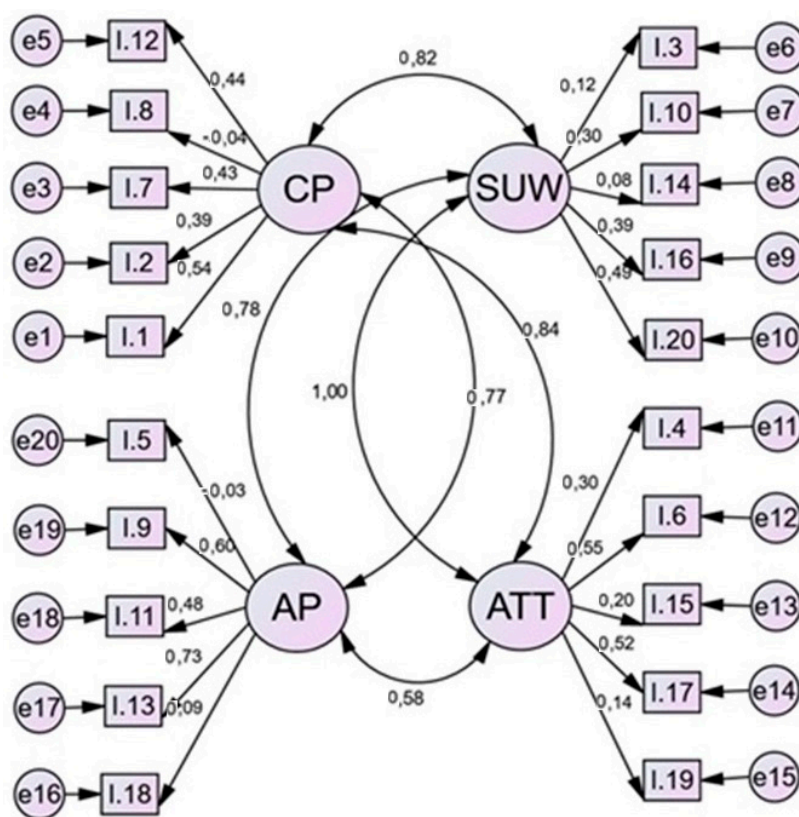 e5
I.12
0,44
e4
I.8
-0,04
e3
I.7
0,43
e2
I.2
0,39
e1
I.1
0,54
CP
0,82
SUW
0,12
I.3
e6
0,30
I.10
e7
0,08
I.14
e8
0,39
I.16
e9
0,49
I.20
e10
0,78
1,00
0,77
0,84
e20
I.5
-0,03
e19
I.9
0,60
e18
I.11
0,48
e17
I.13
0,73
e16
I.18
0,09
AP
0,58
ATT
0,30
I.4
e11
0,55
I.6
e12
0,20
I.15
e13
0,52
I.17
e14
0,14
I.19
e15